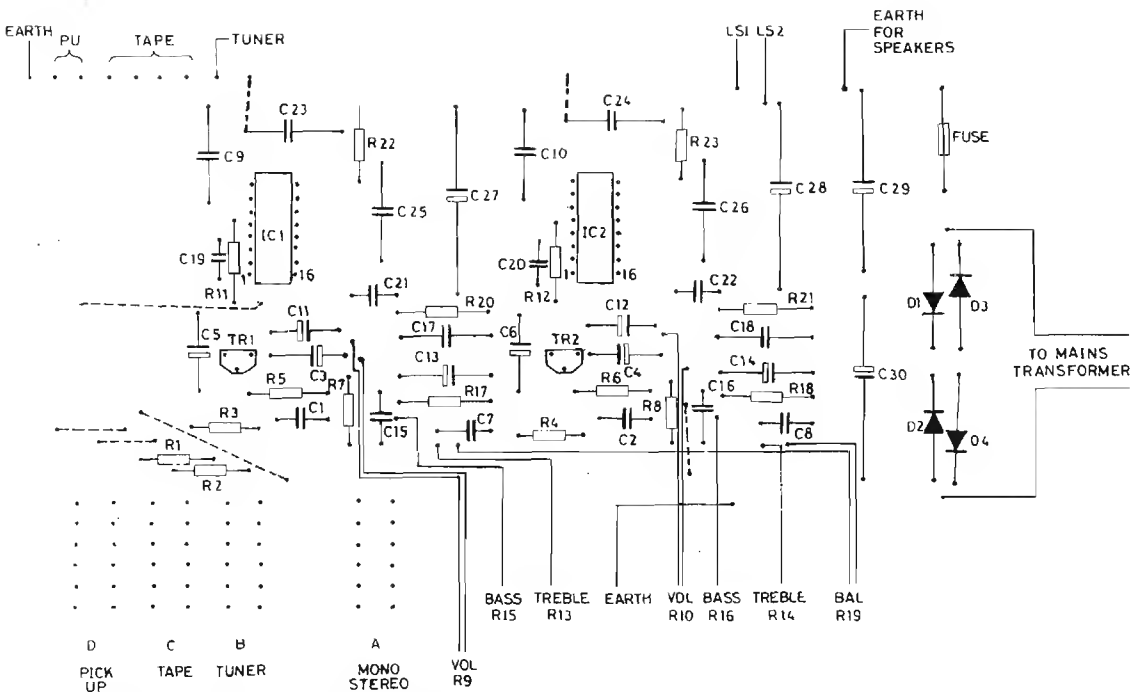 EARTH
PU
TAPE
TUNER
LS1 LS2
EARTH
FOR
SPEAKERS
C23
C24
R22
R23
FUSE
C9
C10
C27
C28
C29
C25
C26
IC1
IC2
C19
1
16
C20
1
16
R11
R12
C21
C22
D1
D3
C11
R20
C12
R21
C5
TR1
C17
C6
TR2
C18
C3
C13
C4
C14
TO MAINS
TRANSFORMER
R5
R7
R17
R6
R8
C16
R18
C30
R3
C1
C15
C7
R4
C2
C8
D2
D4
R1
R2
BASS
R15
TREBLE
R13
EARTH
VOL
R10
BASS
R16
TREBLE
R14
BAL
R19
D
C
B
A
PICK
UP
TAPE
TUNER
MONO
STEREO
VOL
R9